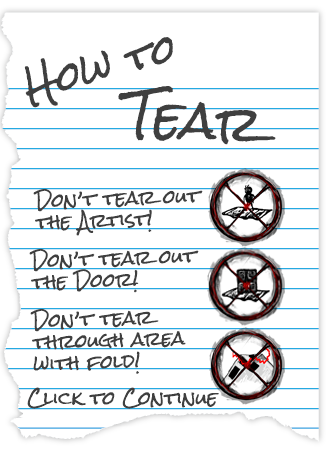 How to
Tear
Don't tear out
the Artist!
Don't tear out
the Door!
Don't tear
through area
with fold!
Click to Continue